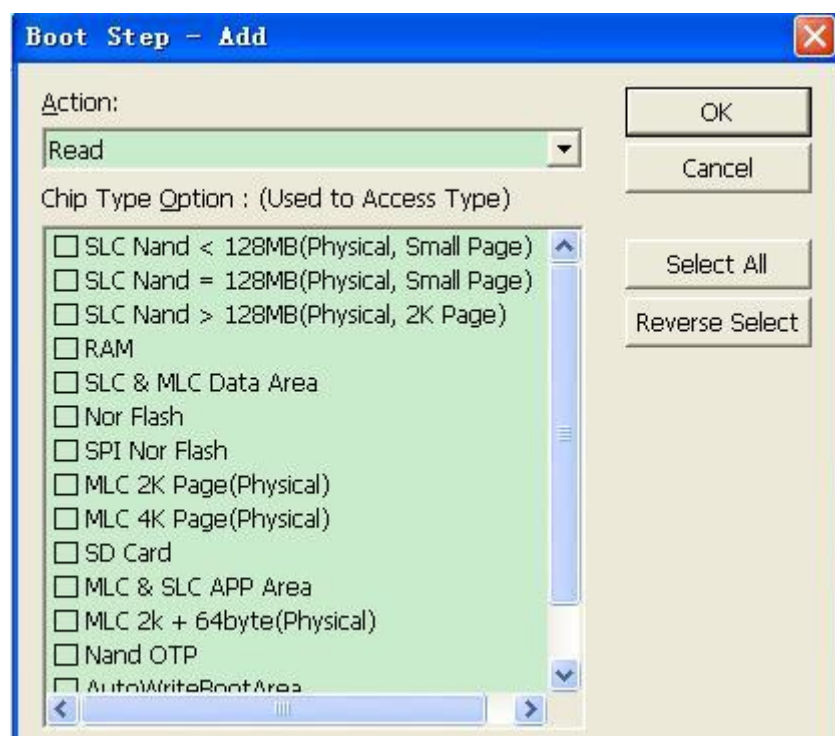 Boot Step - Add
Action:
Read
Chip Type Option : (Used to Access Type)
SLC Nand < 128MB(Physical, Small Page)
SLC Nand = 128MB(Physical, Small Page)
SLC Nand > 128MB(Physical, 2K Page)
RAM
SLC & MLC Data Area
Nor Flash
SPI Nor Flash
MLC 2K Page(Physical)
MLC 4K Page(Physical)
SD Card
MLC & SLC APP Area
MLC 2k + 64byte(Physical)
Nand OTP
AutoWriteBootArea
OK
Cancel
Select All
Reverse Select